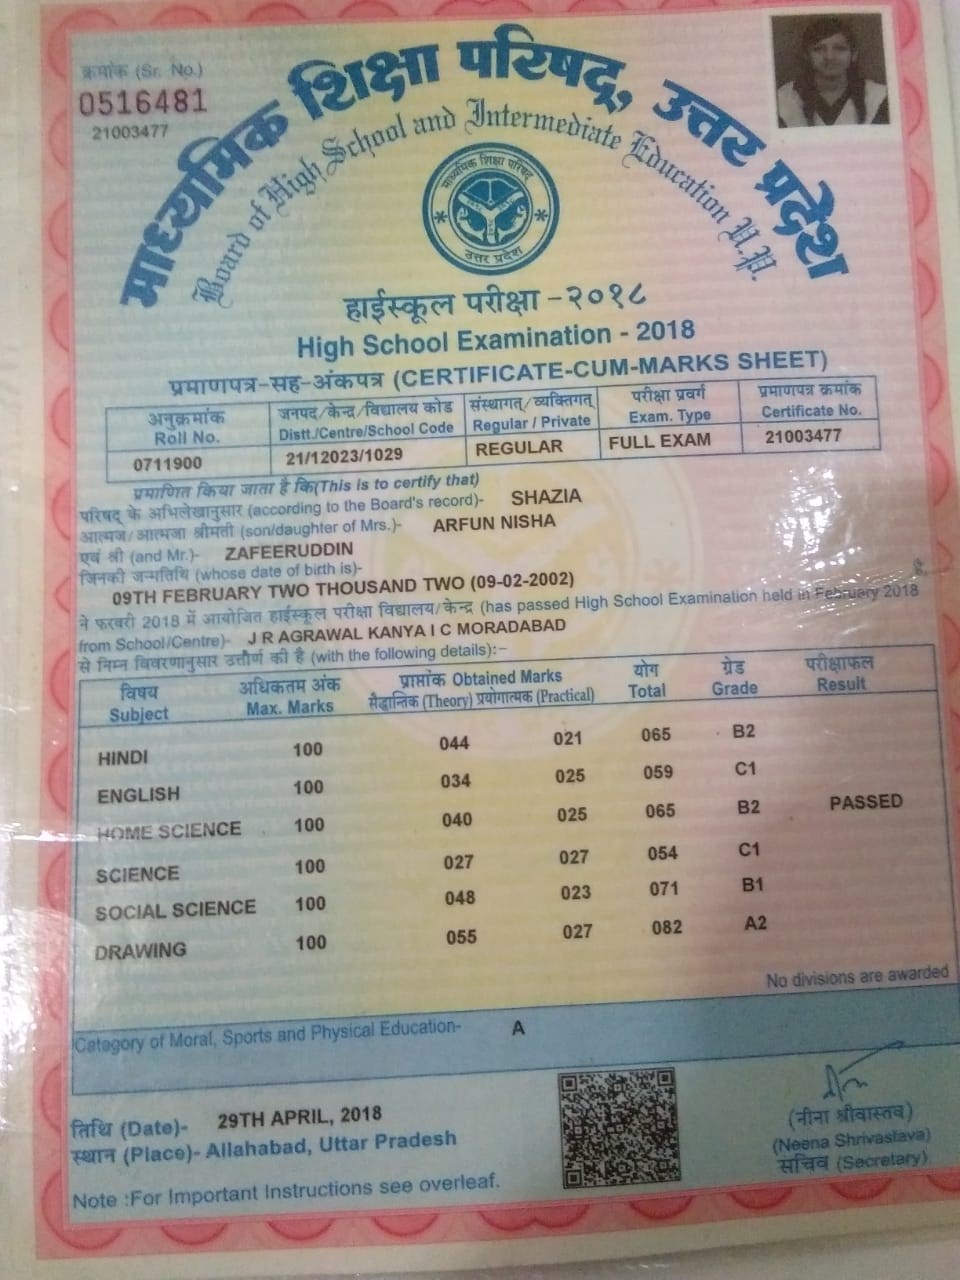 क्रमांक (Sr. No.)
0516481
21003477
माध्यमिक शिक्षा परिषद्, उत्तर प्रदेश
Board of High School and Intermediate Education U.P.
माध्यमिक शिक्षा परिषद्
उत्तर प्रदेश
हाईस्कूल परीक्षा -२०१८
High School Examination - 2018
प्रमाणपत्र-सह-अंकपत्र (CERTIFICATE-CUM-MARKS SHEET)
अनुक्रमांक जनपद/केन्द्र/विद्यालय कोड संस्थागत्/व्यक्तिगत् परीक्षा प्रवर्ग प्रमाणपत्र क्रमांक
Roll No. Distt./Centre/School Code Regular / Private Exam. Type Certificate No.
0711900 21/12023/1029 REGULAR FULL EXAM 21003477
प्रमाणित किया जाता है कि(This is to certify that)
परिषद् के अभिलेखानुसार (according to the Board's record)- SHAZIA
आत्मज/आत्मजा श्रीमती (son/daughter of Mrs.)- ARFUN NISHA
एवं श्री (and Mr.)- ZAFEERUDDIN
जिनकी जन्मतिथि (whose date of birth is)-
09TH FEBRUARY TWO THOUSAND TWO (09-02-2002) है,
ने फरवरी 2018 में आयोजित हाईस्कूल परीक्षा विद्यालय/केन्द्र (has passed High School Examination held in February 2018
from School/Centre)- J R AGRAWAL KANYA I C MORADABAD
से निम्न विवरणानुसार उत्तीर्ण की है (with the following details):-
विषय अधिकतम अंक प्राप्तांक Obtained Marks योग ग्रेड परीक्षाफल
Subject Max. Marks सैद्धान्तिक (Theory) प्रयोगात्मक (Practical) Total Grade Result
HINDI 100 044 021 065 B2
ENGLISH 100 034 025 059 C1
HOME SCIENCE 100 040 025 065 B2 PASSED
SCIENCE 100 027 027 054 C1
SOCIAL SCIENCE 100 048 023 071 B1
DRAWING 100 055 027 082 A2
No divisions are awarded
Category of Moral, Sports and Physical Education- A
तिथि (Date)- 29TH APRIL, 2018
स्थान (Place)- Allahabad, Uttar Pradesh
(नीना श्रीवास्तव)
(Neena Shrivastava)
सचिव (Secretary)
Note :For Important Instructions see overleaf.